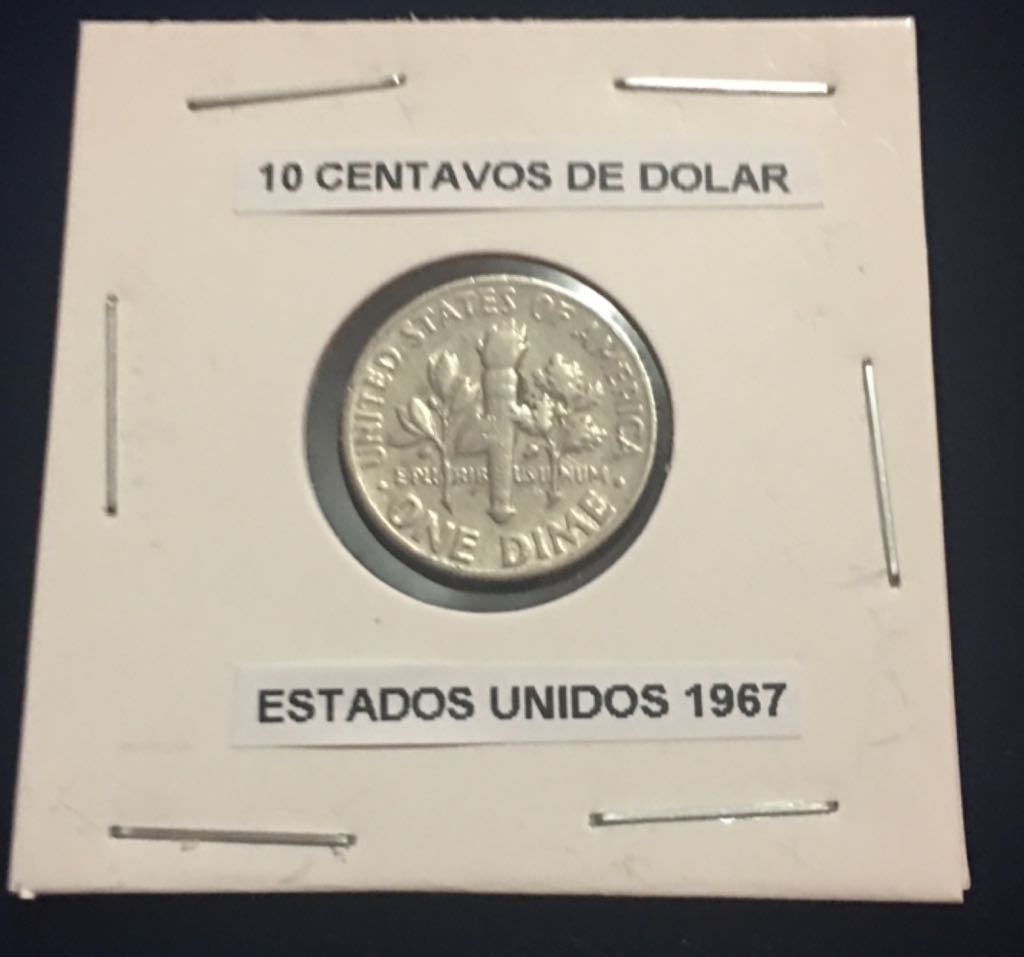 10 CENTAVOS DE DOLAR
UNITED STATES OF AMERICA
E PLURIBUS UNUM
· ONE DIME ·
ESTADOS UNIDOS 1967